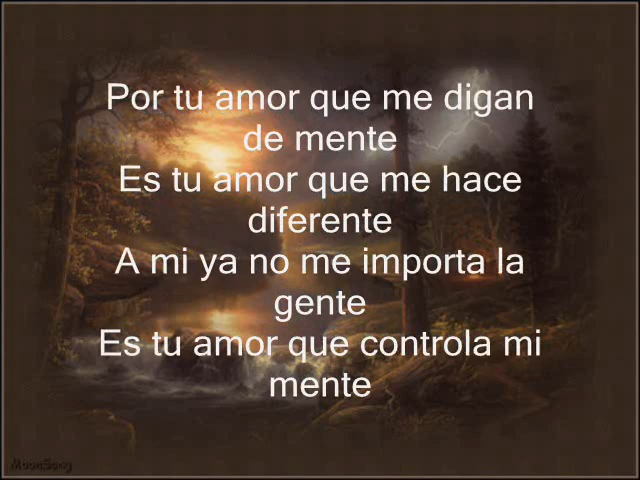 Por tu amor que me digan
de mente
Es tu amor que me hace
diferente
A mi ya no me importa la
gente
Es tu amor que controla mi
mente
MoonSong